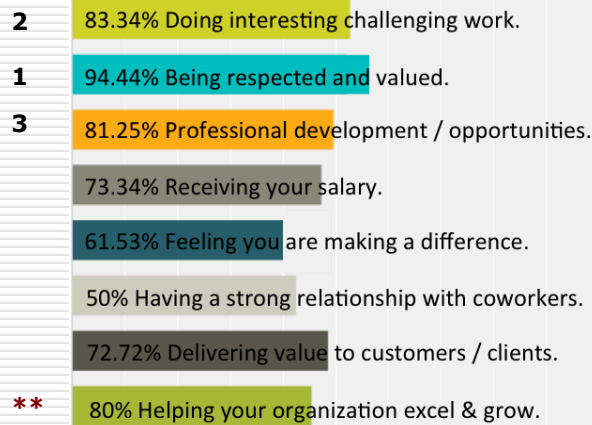 2 83.34% Doing interesting challenging work.
1 94.44% Being respected and valued.
3 81.25% Professional development / opportunities.
73.34% Receiving your salary.
61.53% Feeling you are making a difference.
50% Having a strong relationship with coworkers.
72.72% Delivering value to customers / clients.
** 80% Helping your organization excel & grow.